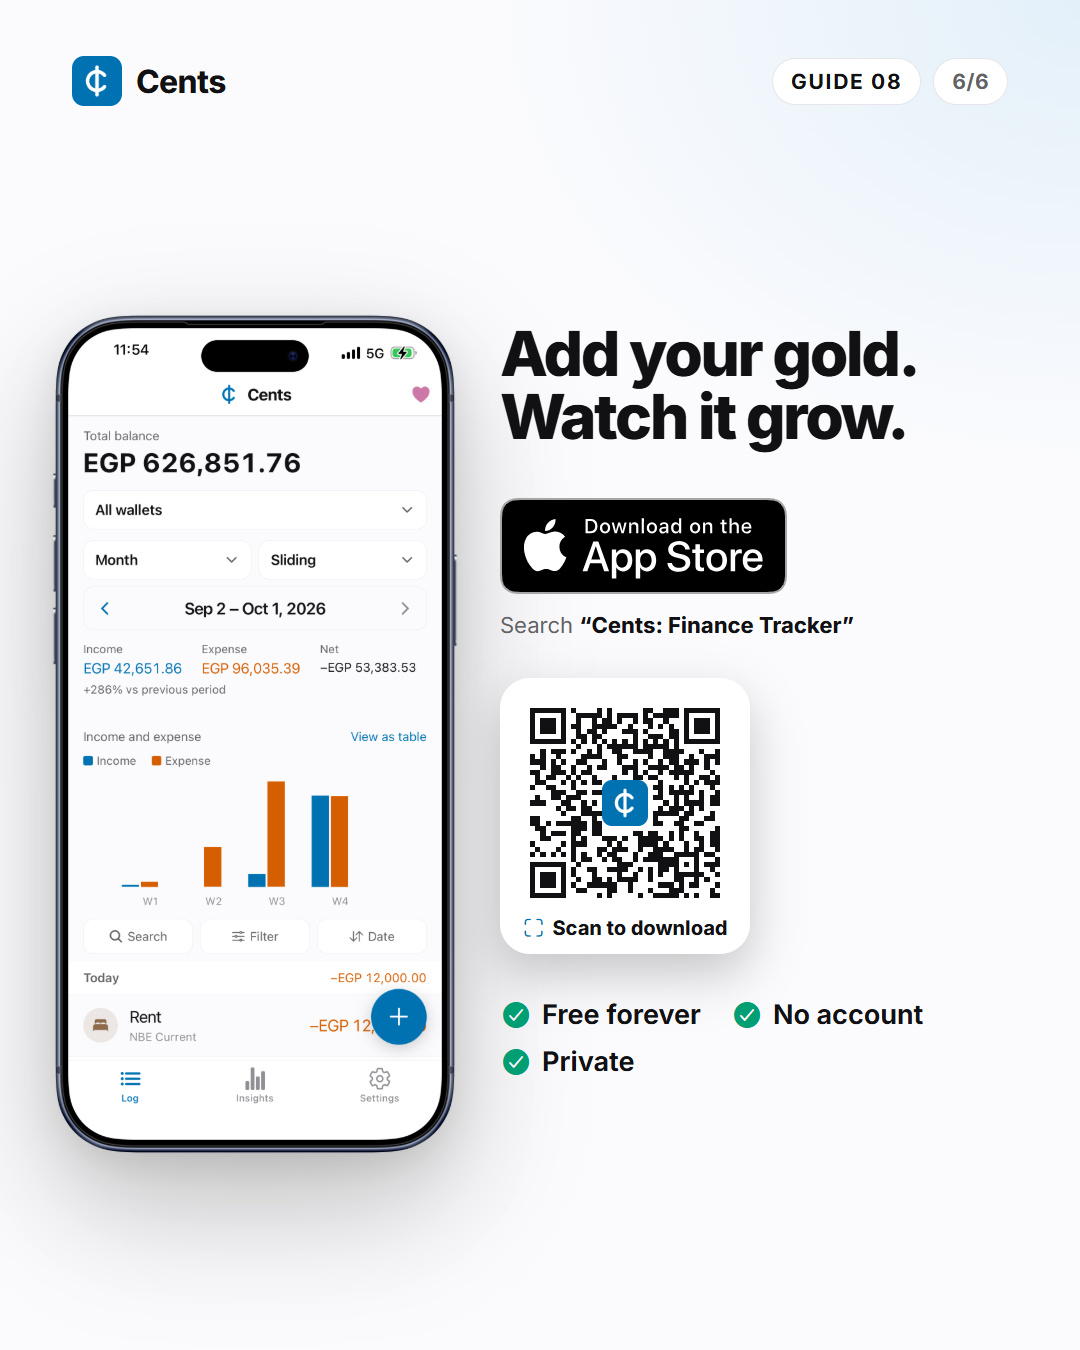 Cents
GUIDE 08
6/6
11:54
5G
Cents
Total balance
EGP 626,851.76
All wallets
Month
Sliding
Sep 2 – Oct 1, 2026
Income
Expense
Net
EGP 42,651.86
EGP 96,035.39
−EGP 53,383.53
+286% vs previous period
Income and expense
View as table
Income
Expense
W1
W2
W3
W4
Search
Filter
Date
Today
−EGP 12,000.00
Rent
−EGP 12,
NBE Current
Log
Insights
Settings
Add your gold.
Watch it grow.
Download on the
App Store
Search “Cents: Finance Tracker”
Scan to download
Free forever
No account
Private